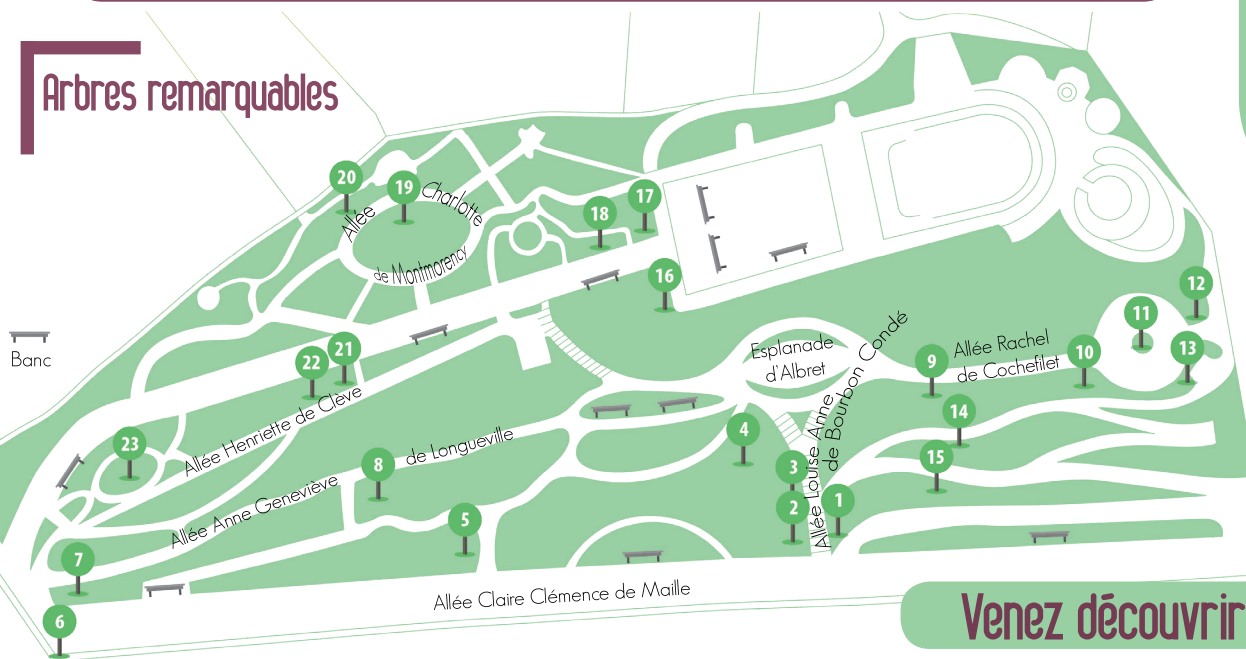 Arbres remarquables
20
19
Allée
Charlotte
de Montmorency
18
17
16
12
11
Banc
22
21
Esplanade
d'Albret
Allée Louise Anne
de Bourbon Condé
9
Allée Rachel
de Cochefilet
10
13
14
23
Allée Henriette de Clève
4
8
de Longueville
3
15
Allée Anne Geneviève
5
2
1
7
6
Allée Claire Clémence de Maille
Venez découvrir